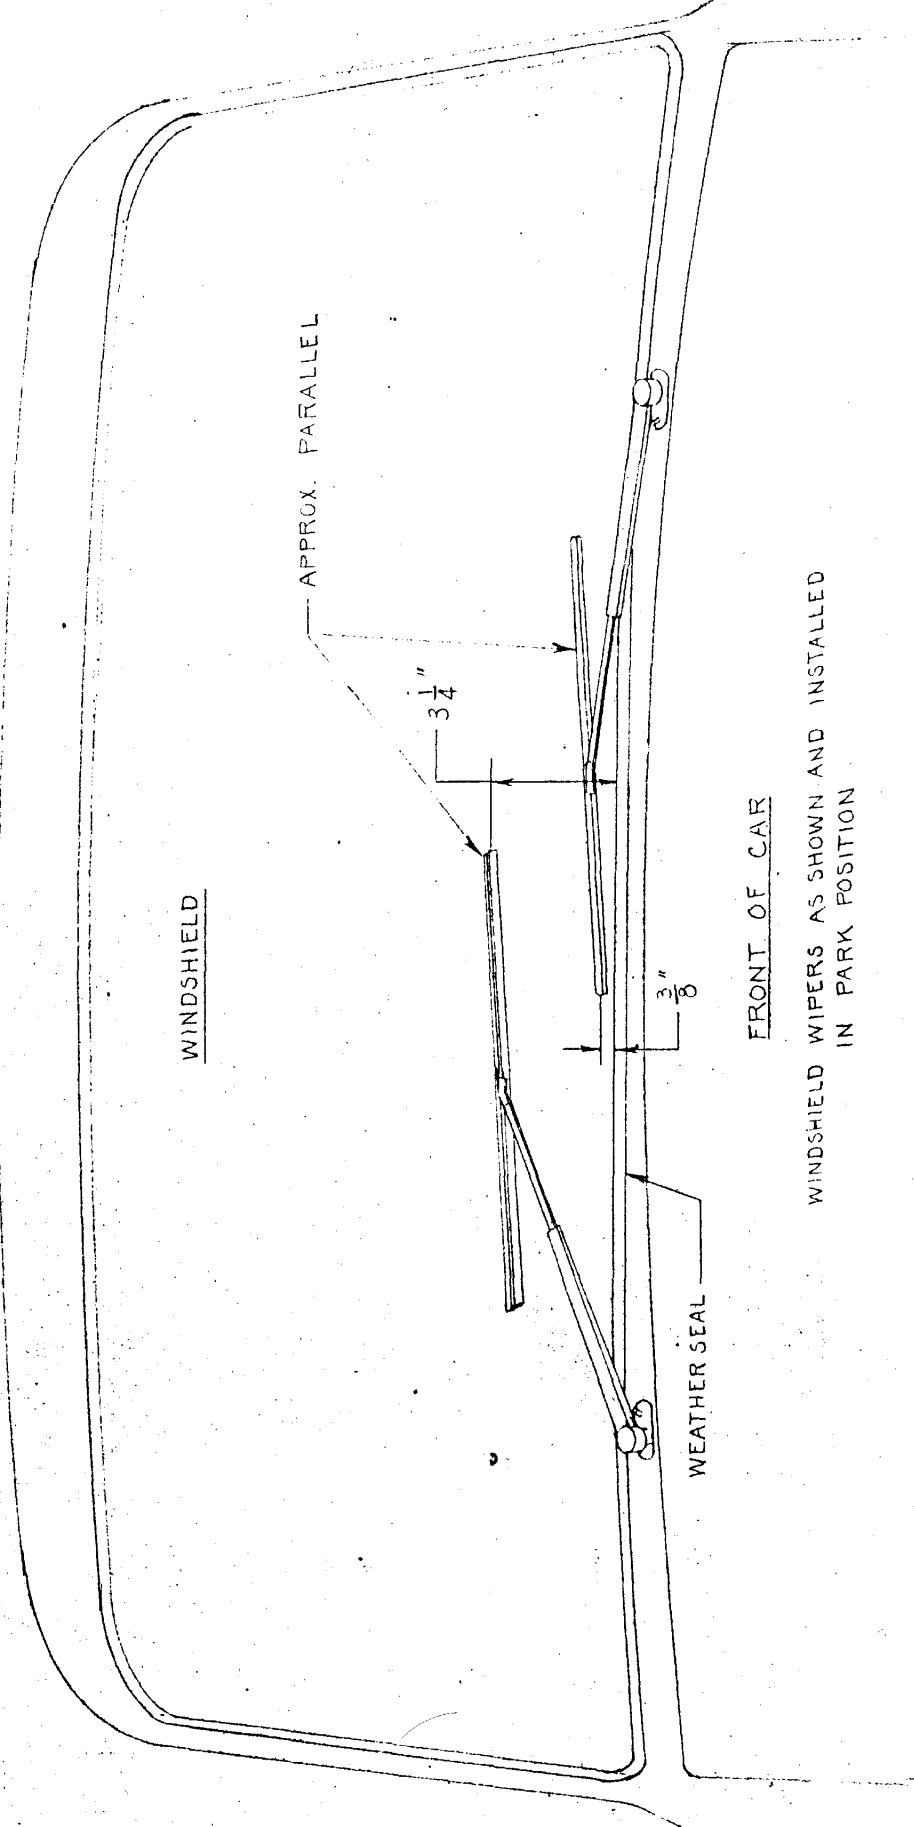 WINDSHIELD
APPROX. PARALLEL
3 1/4"
3/8"
WEATHER SEAL
FRONT OF CAR
WINDSHIELD WIPERS AS SHOWN AND INSTALLED
IN PARK POSITION